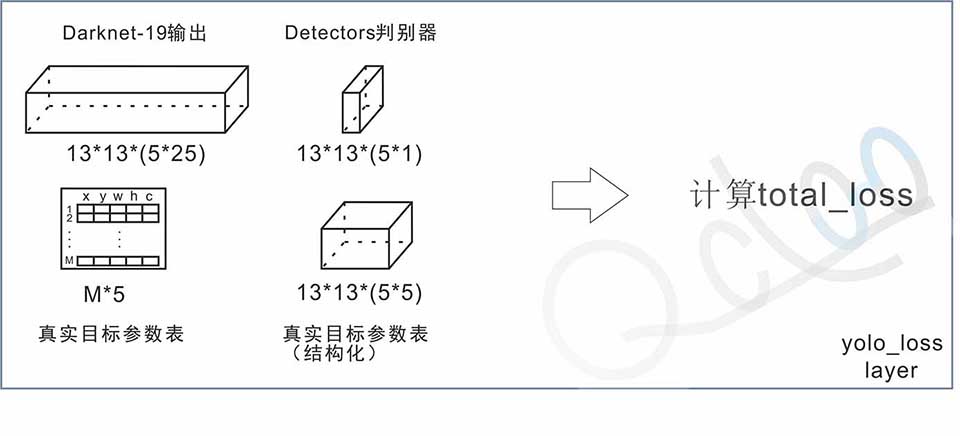 Darknet-19输出
Detectors判别器
13*13*(5*25)
13*13*(5*1)
x y w h c
1
2
M
M*5
真实目标参数表
13*13*(5*5)
真实目标参数表
（结构化）
计算total_loss
yolo_loss
layer